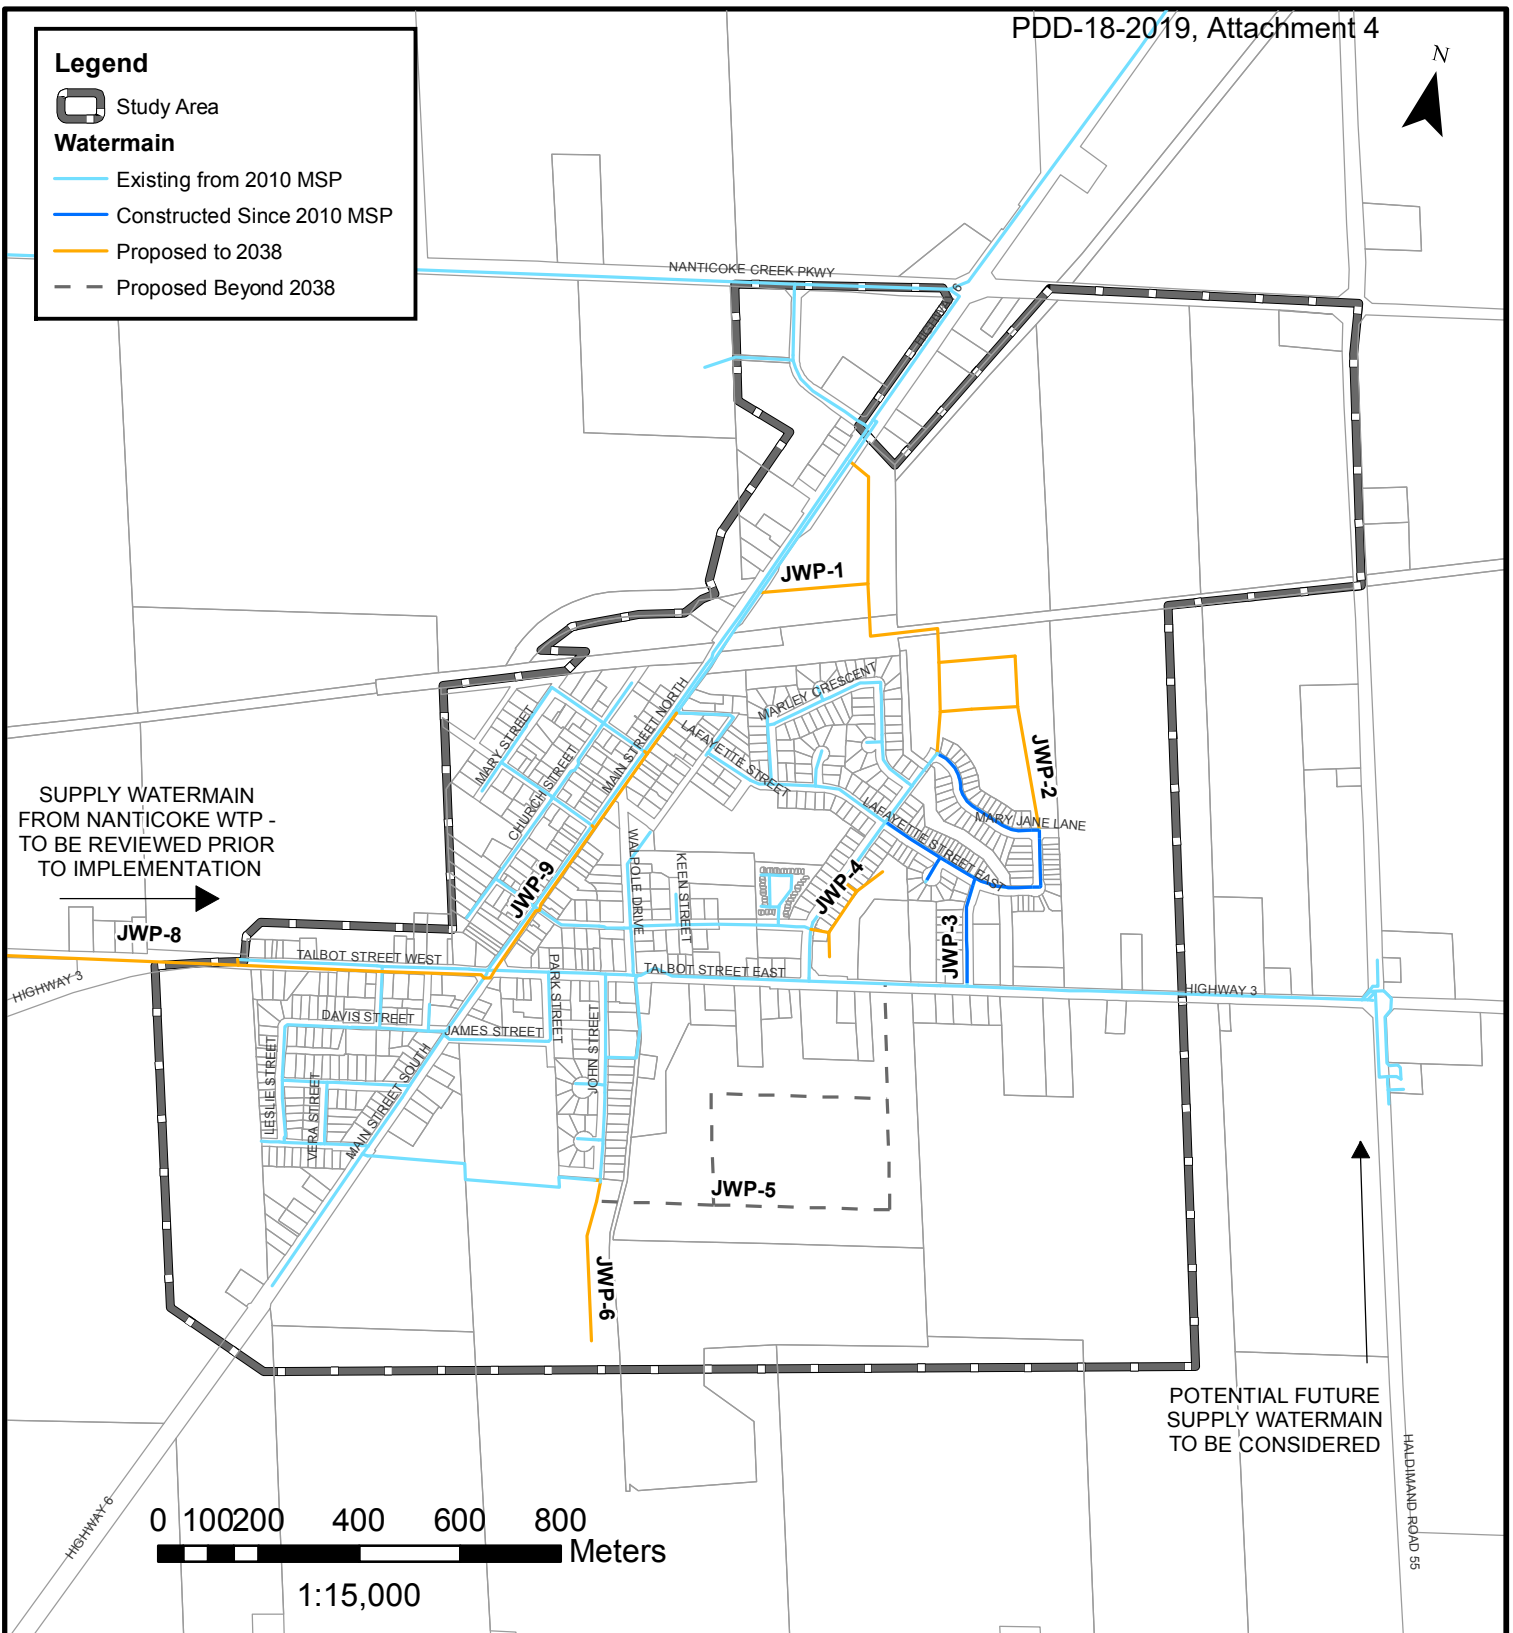 PDD-18-2019, Attachment 4
N
Legend
Study Area
Watermain
Existing from 2010 MSP
Constructed Since 2010 MSP
Proposed to 2038
Proposed Beyond 2038
NANTICOKE CREEK PKWY
HIGHWAY 6
JWP-1
MARLEY CRESCENT
MAIN STREET NORTH
LAFAYETTE STREET
MARY STREET
CHURCH STREET
JWP-2
MARY JANE LANE
LAFAYETTE STREET EAST
SUPPLY WATERMAIN
FROM NANTICOKE WTP -
TO BE REVIEWED PRIOR
TO IMPLEMENTATION
WALPOLE DRIVE
KEEN STREET
JWP-4
JWP-9
JWP-3
JWP-8
TALBOT STREET WEST
TALBOT STREET EAST
HIGHWAY 3
HIGHWAY 3
PARK STREET
DAVIS STREET
JAMES STREET
JOHN STREET
LESLIE STREET
VERA STREET
MAIN STREET SOUTH
JWP-5
JWP-6
POTENTIAL FUTURE
SUPPLY WATERMAIN
TO BE CONSIDERED
HALDIMAND ROAD 55
HIGHWAY 6
0 100 200 400 600 800
Meters
1:15,000